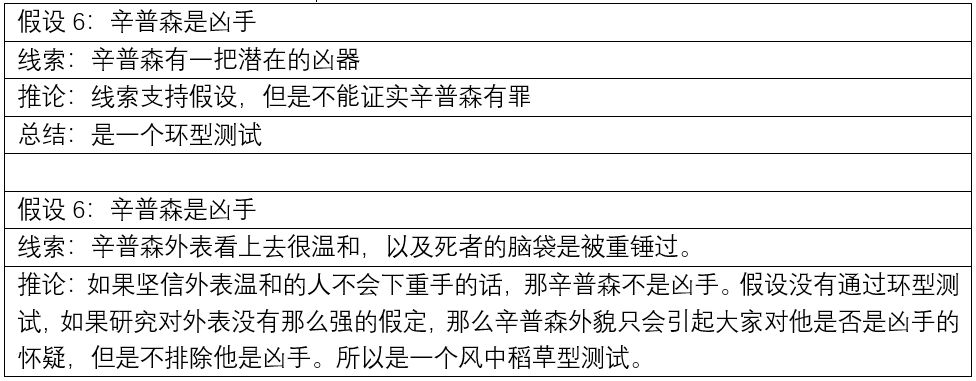 假设 6：辛普森是凶手
线索：辛普森有一把潜在的凶器
推论：线索支持假设，但是不能证实辛普森有罪
总结：是一个环型测试
假设 6：辛普森是凶手
线索：辛普森外表看上去很温和，以及死者的脑袋是被重锤过。
推论：如果坚信外表温和的人不会下重手的话，那辛普森不是凶手。假设没有通过环型测
试，如果研究对外表没有那么强的假定，那么辛普森外貌只会引起大家对他是否是凶手的
怀疑，但是不排除他是凶手。所以是一个风中稻草型测试。